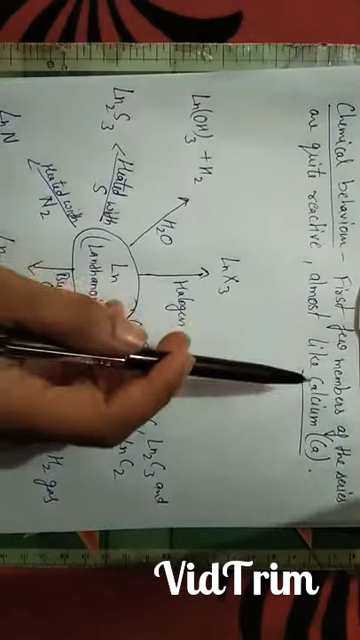 Chemical behaviour - First few members of the series
are quite reactive, almost like Calcium (Ca).
LnX₃
Halogen
Ln(OH)₃ + H₂
H₂O
Ln₂S₃
Heated with
S
Heated with
N₂
LnN
Ln
, Ln₂C₃ and
LnC₂
H₂ gas
VidTrim